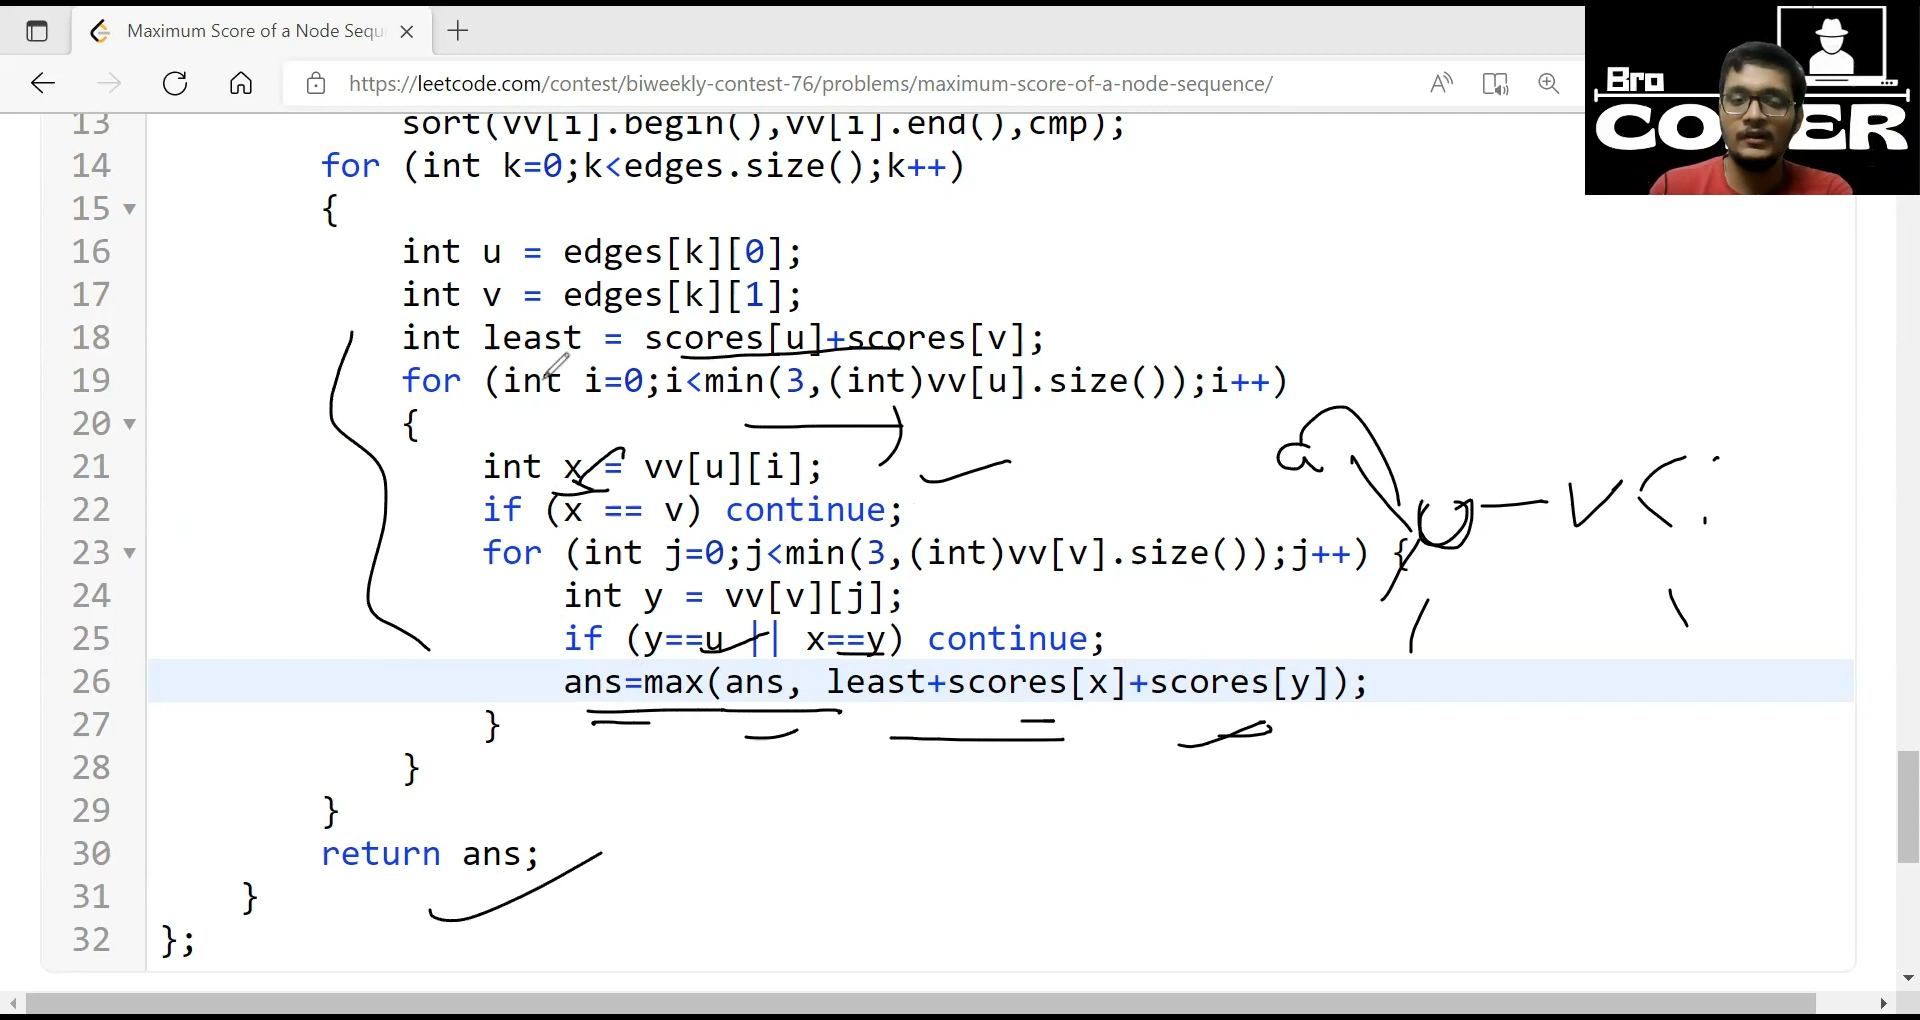 Maximum Score of a Node Sequ
https://leetcode.com/contest/biweekly-contest-76/problems/maximum-score-of-a-node-sequence/
Bro
CODER
13 sort(vv[i].begin(),vv[i].end(),cmp);
14 for (int k=0;k<edges.size();k++)
15 {
16 int u = edges[k][0];
17 int v = edges[k][1];
18 int least = scores[u]+scores[v];
19 for (int i=0;i<min(3,(int)vv[u].size());i++)
20 {
21 int x = vv[u][i];
22 if (x == v) continue;
23 for (int j=0;j<min(3,(int)vv[v].size());j++) {
24 int y = vv[v][j];
25 if (y==u || x==y) continue;
26 ans=max(ans, least+scores[x]+scores[y]);
27 }
28 }
29 }
30 return ans;
31 }
32 };
a
u — v